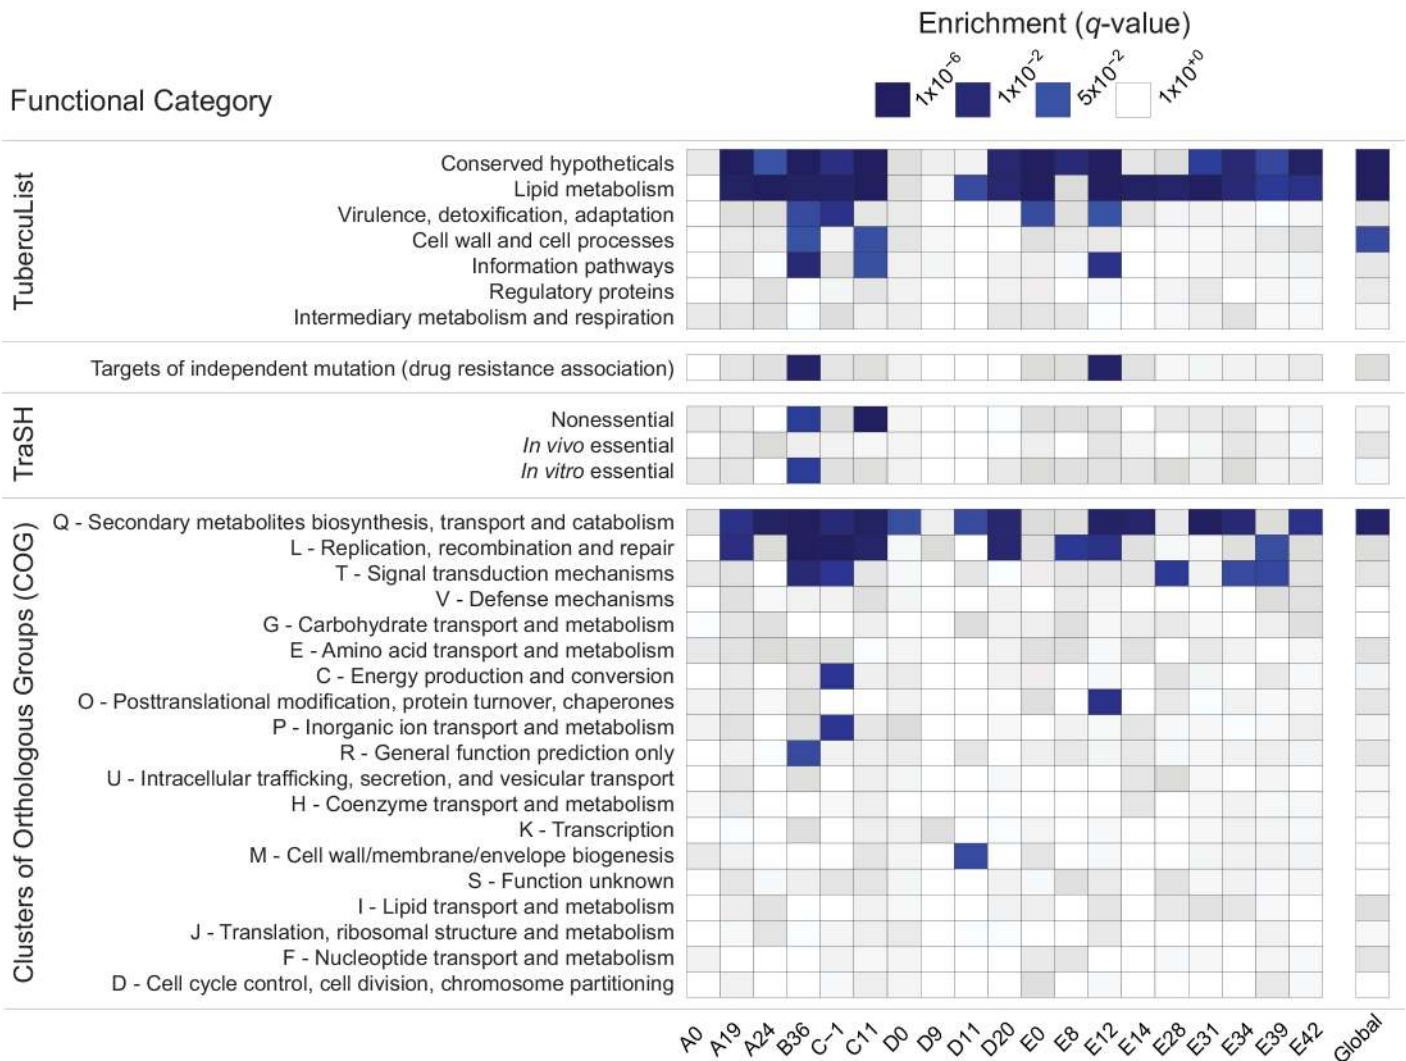 Enrichment (q-value)
1x10⁻⁶ 1x10⁻² 5x10⁻² 1x10⁺⁰
Functional Category
TubercuList
Conserved hypotheticals
Lipid metabolism
Virulence, detoxification, adaptation
Cell wall and cell processes
Information pathways
Regulatory proteins
Intermediary metabolism and respiration
Targets of independent mutation (drug resistance association)
TraSH
Nonessential
In vivo essential
In vitro essential
Clusters of Orthologous Groups (COG)
Q - Secondary metabolites biosynthesis, transport and catabolism
L - Replication, recombination and repair
T - Signal transduction mechanisms
V - Defense mechanisms
G - Carbohydrate transport and metabolism
E - Amino acid transport and metabolism
C - Energy production and conversion
O - Posttranslational modification, protein turnover, chaperones
P - Inorganic ion transport and metabolism
R - General function prediction only
U - Intracellular trafficking, secretion, and vesicular transport
H - Coenzyme transport and metabolism
K - Transcription
M - Cell wall/membrane/envelope biogenesis
S - Function unknown
I - Lipid transport and metabolism
J - Translation, ribosomal structure and metabolism
F - Nucleoptide transport and metabolism
D - Cell cycle control, cell division, chromosome partitioning
A0 A19 A24 B36 C-1 C11 D0 D9 D11 D20 E0 E8 E12 E14 E28 E31 E34 E39 E42 Global